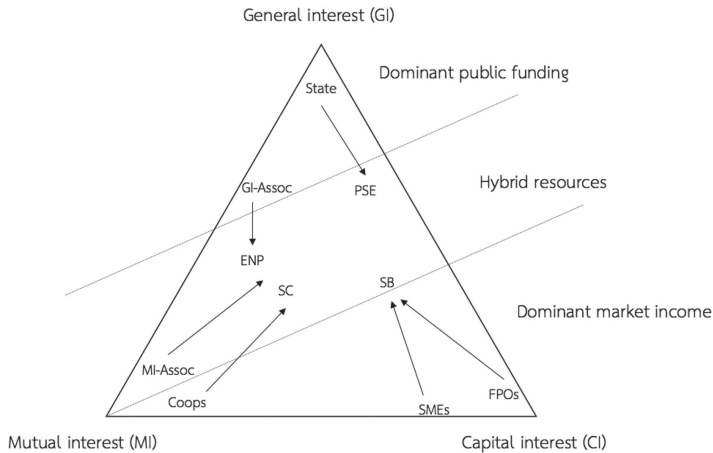 General interest (GI)
Dominant public funding
State
Hybrid resources
GI-Assoc
PSE
ENP
SC
SB
Dominant market income
MI-Assoc
Coops
FPOs
SMEs
Mutual interest (MI)
Capital interest (CI)